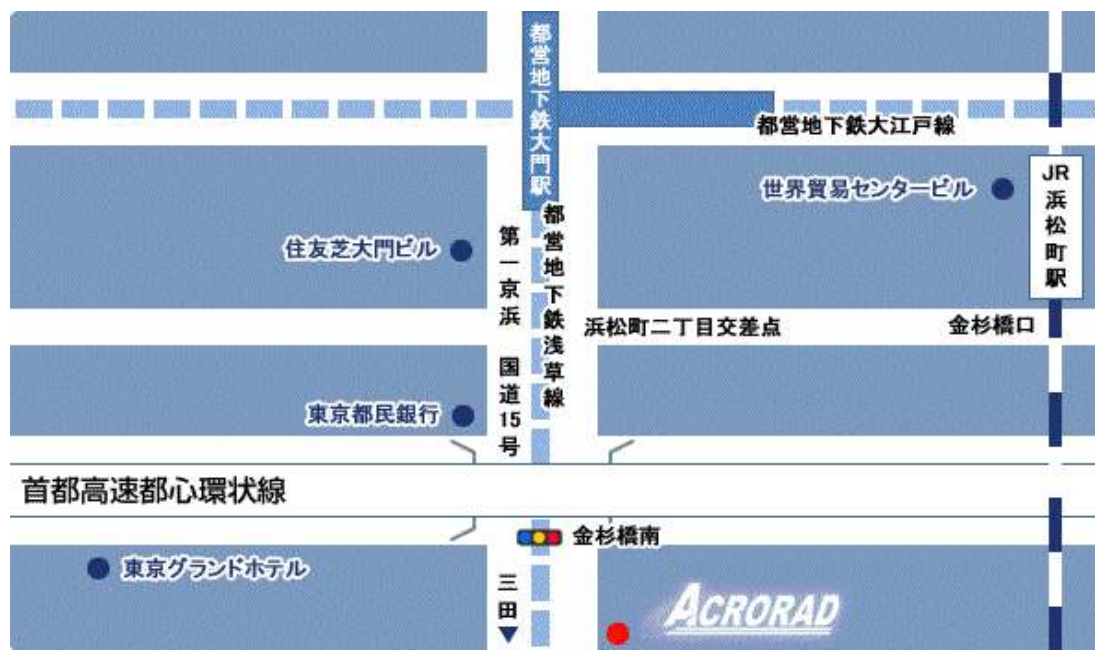 都営地下鉄大門駅
都営地下鉄大江戸線
世界貿易センタービル
JR浜松町駅
住友芝大門ビル
第一京浜 国道15号
都営地下鉄浅草線
浜松町二丁目交差点
金杉橋口
東京都民銀行
首都高速都心環状線
金杉橋南
東京グランドホテル
三田
ACRORAD